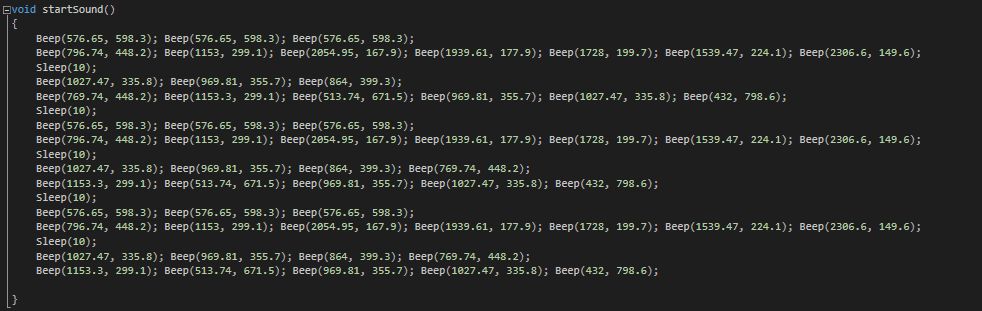 void startSound()
{
Beep(576.65, 598.3); Beep(576.65, 598.3); Beep(576.65, 598.3);
Beep(796.74, 448.2); Beep(1153, 299.1); Beep(2054.95, 167.9); Beep(1939.61, 177.9); Beep(1728, 199.7); Beep(1539.47, 224.1); Beep(2306.6, 149.6);
Sleep(10);
Beep(1027.47, 335.8); Beep(969.81, 355.7); Beep(864, 399.3);
Beep(769.74, 448.2); Beep(1153.3, 299.1); Beep(513.74, 671.5); Beep(969.81, 355.7); Beep(1027.47, 335.8); Beep(432, 798.6);
Sleep(10);
Beep(576.65, 598.3); Beep(576.65, 598.3); Beep(576.65, 598.3);
Beep(796.74, 448.2); Beep(1153, 299.1); Beep(2054.95, 167.9); Beep(1939.61, 177.9); Beep(1728, 199.7); Beep(1539.47, 224.1); Beep(2306.6, 149.6);
Sleep(10);
Beep(1027.47, 335.8); Beep(969.81, 355.7); Beep(864, 399.3); Beep(769.74, 448.2);
Beep(1153.3, 299.1); Beep(513.74, 671.5); Beep(969.81, 355.7); Beep(1027.47, 335.8); Beep(432, 798.6);
Sleep(10);
Beep(576.65, 598.3); Beep(576.65, 598.3); Beep(576.65, 598.3);
Beep(796.74, 448.2); Beep(1153, 299.1); Beep(2054.95, 167.9); Beep(1939.61, 177.9); Beep(1728, 199.7); Beep(1539.47, 224.1); Beep(2306.6, 149.6);
Sleep(10);
Beep(1027.47, 335.8); Beep(969.81, 355.7); Beep(864, 399.3); Beep(769.74, 448.2);
Beep(1153.3, 299.1); Beep(513.74, 671.5); Beep(969.81, 355.7); Beep(1027.47, 335.8); Beep(432, 798.6);
}